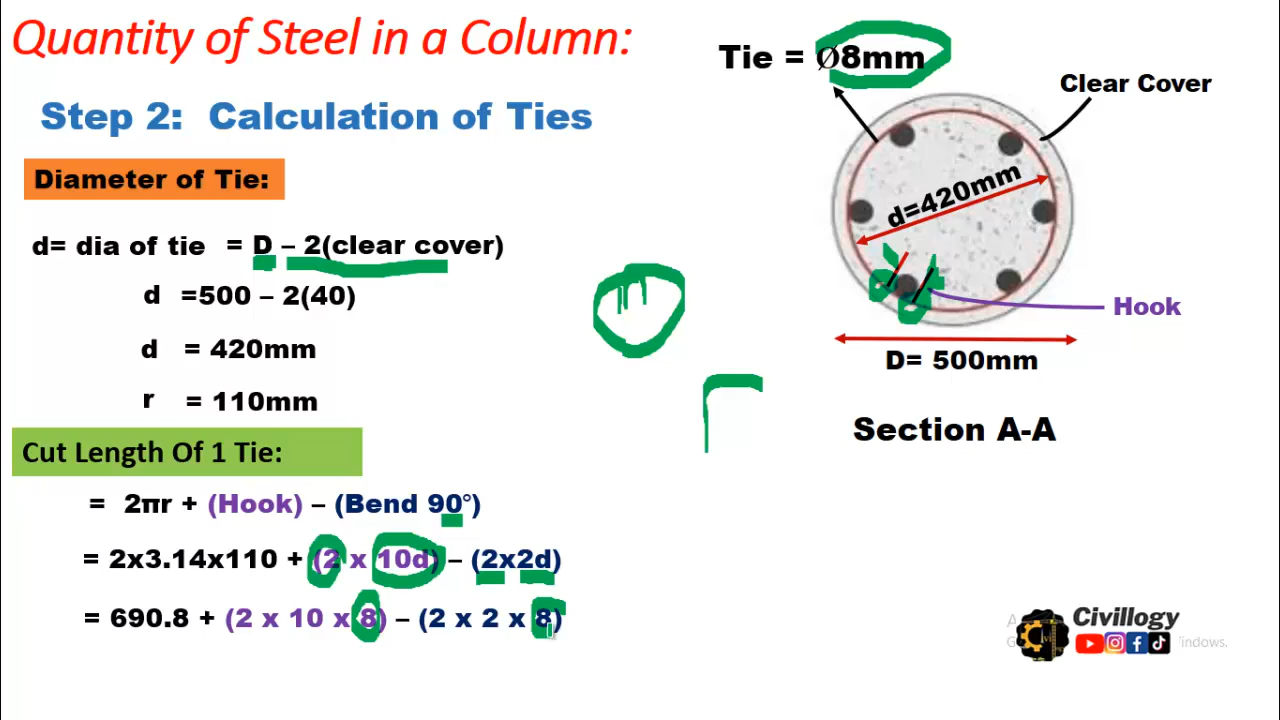 Quantity of Steel in a Column:
Step 2: Calculation of Ties
Diameter of Tie:
d= dia of tie = D – 2(clear cover)
d =500 – 2(40)
d = 420mm
r = 110mm
Cut Length Of 1 Tie:
= 2πr + (Hook) – (Bend 90°)
= 2x3.14x110 + (2 x 10d) – (2x2d)
= 690.8 + (2 x 10 x 8) – (2 x 2 x 8)
Tie = Ø8mm
Clear Cover
d=420mm
Hook
D= 500mm
Section A-A
Civillogy
indows.